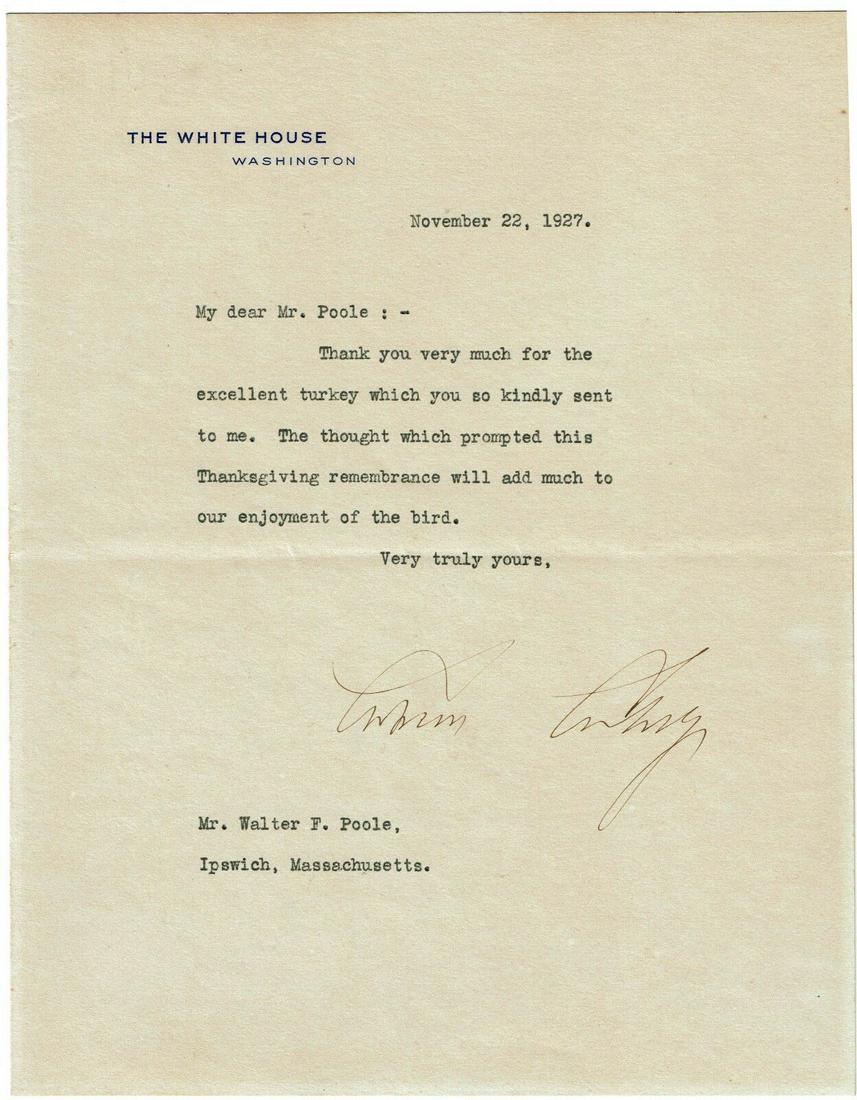 THE WHITE HOUSE
WASHINGTON
November 22, 1927.
My dear Mr. Poole : -
Thank you very much for the
excellent turkey which you so kindly sent
to me. The thought which prompted this
Thanksgiving remembrance will add much to
our enjoyment of the bird.
Very truly yours,
Calvin Coolidge
Mr. Walter F. Poole,
Ipswich, Massachusetts.